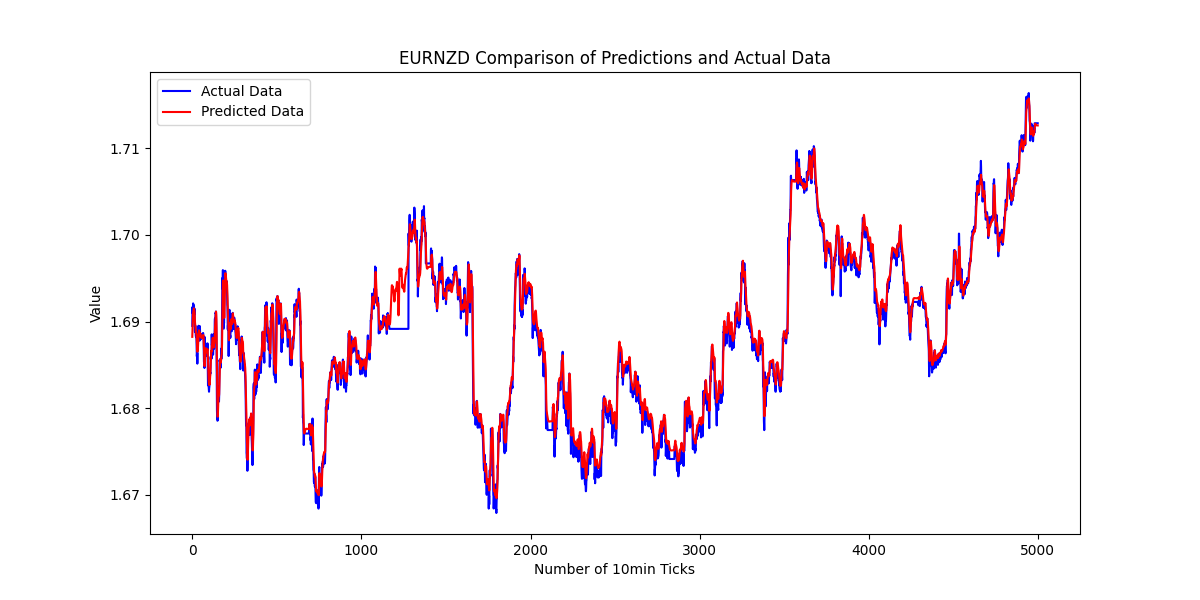 EURNZD Comparison of Predictions and Actual Data
Actual Data
Predicted Data
1.71
1.70
1.69
1.68
1.67
Value
0
1000
2000
3000
4000
5000
Number of 10min Ticks